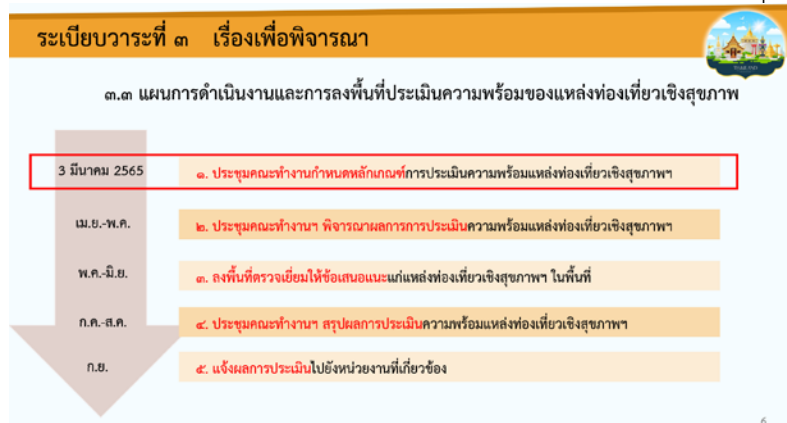 ระเบียบวาระที่ ๓ เรื่องเพื่อพิจารณา
๓.๓ แผนการดำเนินงานและการลงพื้นที่ประเมินความพร้อมของแหล่งท่องเที่ยวเชิงสุขภาพ
3 มีนาคม 2565 ๑. ประชุมคณะทำงานกำหนดหลักเกณฑ์การประเมินความพร้อมแหล่งท่องเที่ยวเชิงสุขภาพฯ
เม.ย.-พ.ค. ๒. ประชุมคณะทำงานฯ พิจารณาผลการการประเมินความพร้อมแหล่งท่องเที่ยวเชิงสุขภาพฯ
พ.ค.-มิ.ย. ๓. ลงพื้นที่ตรวจเยี่ยมให้ข้อเสนอแนะแก่แหล่งท่องเที่ยวเชิงสุขภาพฯ ในพื้นที่
ก.ค.-ส.ค. ๔. ประชุมคณะทำงานฯ สรุปผลการประเมินความพร้อมแหล่งท่องเที่ยวเชิงสุขภาพฯ
ก.ย. ๕. แจ้งผลการประเมินไปยังหน่วยงานที่เกี่ยวข้อง
6